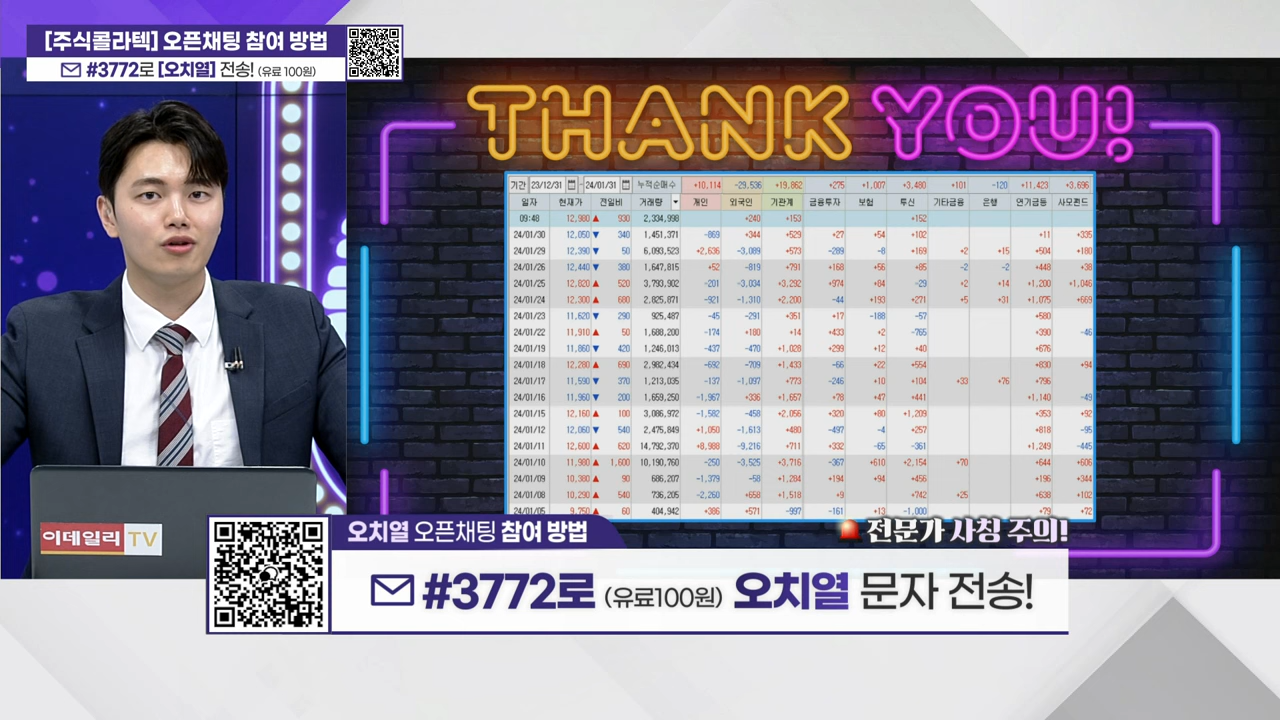 [주식콜라텍] 오픈채팅 참여 방법
#3772로 [오치열] 전송! (유료 100원)
THANK YOU!
기간 23/12/31 - 24/01/31 누적순매수 +10,114 -29,536 +19,862 +275 +1,007 +3,480 +101 -120 +11,423 +3,696
일자 현재가 전일비 거래량 개인 외국인 기관계 금융투자 보험 투신 기타금융 은행 연기금등 사모펀드
09:48 12,980 ▲ 930 2,334,998 +240 +153 +152
24/01/30 12,050 ▼ 340 1,451,371 -869 +344 +529 +27 +54 +102 +11 +335
24/01/29 12,390 ▼ 50 6,093,523 +2,636 -3,089 +573 -289 -8 +169 +2 +15 +504 +180
24/01/26 12,440 ▼ 380 1,647,815 +52 -819 +791 +168 +56 +85 -2 -2 +448 +38
24/01/25 12,820 ▲ 520 3,793,902 -201 -3,034 +3,292 +974 +84 -29 +2 +14 +1,200 +1,046
24/01/24 12,300 ▲ 680 2,825,871 -921 -1,310 +2,200 -44 +193 +271 +5 +31 +1,075 +669
24/01/23 11,620 ▼ 290 925,487 -45 -291 +351 +17 -188 -57 +580
24/01/22 11,910 ▲ 50 1,688,200 -174 +180 +14 +433 +2 -765 +390 -46
24/01/19 11,860 ▼ 420 1,246,013 -437 -470 +1,028 +299 +12 +40 +676
24/01/18 12,280 ▲ 690 2,982,434 -692 -709 +1,433 -66 +22 +554 +830 +94
24/01/17 11,590 ▼ 370 1,213,035 -137 -1,097 +773 -246 +10 +104 +33 +76 +796
24/01/16 11,960 ▼ 200 1,659,250 -1,967 +336 +1,657 +78 +47 +441 +1,140 -49
24/01/15 12,160 ▲ 100 3,086,972 -1,582 -458 +2,056 +320 +80 +1,209 +353 +92
24/01/12 12,060 ▼ 540 2,475,849 +1,050 -1,613 +480 -497 -4 +257 +818 -95
24/01/11 12,600 ▲ 620 14,792,370 +8,988 -9,216 +711 +332 -65 -361 +1,249 -445
24/01/10 11,980 ▲ 1,600 10,190,760 -250 -3,525 +3,716 -367 +610 +2,154 +70 +644 +606
24/01/09 10,380 ▲ 90 686,207 -1,379 -58 +1,284 +194 +94 +456 +196 +344
24/01/08 10,290 ▲ 540 736,205 -2,260 +658 +1,518 +9 +742 +25 +638 +102
24/01/05 9,750 ▲ 60 404,942 +386 +571 -997 -161 +13 -1,000 +79 +72
이데일리 TV
오치열 오픈채팅 참여 방법
전문가 사칭 주의!
#3772로 (유료100원) 오치열 문자 전송!